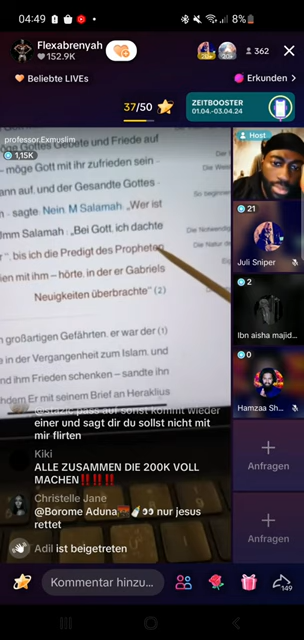 04:49
8%
Flexabrenyah
152.9K
362
Beliebte LIVEs
Erkunden >
37/50
ZEITBOOSTER
01.04.-03.04.24
professor.Exmuslim
1,15K
Host
möge Gottes Gebete und Friede auf
– möge Gott mit ihr zufrieden sein –
ann auf, und der Gesandte Gottes
- sagte: Nein, M Salamah. „Wer ist
Imm Salamah: „Bei Gott, ich dachte
bis ich die Predigt des Propheten
ien mit ihm – hörte, in der er Gabriels
Neuigkeiten überbrachte“ (2)
n großartigen Gefährten, er war der (1)
e in der Vergangenheit zum Islam, und
nd ihm Frieden schenken – sandte ihn
hdem Er mit seinem Brief an Heraklius
21
Juli Sniper
2
Ibn aisha majid...
0
Hamzaa Sh...
pass auf sonst kommt wieder
einer und sagt dir du sollst nicht mit
mir flirten
Kiki
ALLE ZUSAMMEN DIE 200K VOLL
MACHEN‼️‼️‼️
Christelle Jane
@Borome Aduna nur jesus
rettet
Adil ist beigetreten
Anfragen
Anfragen
Kommentar hinzu...
149